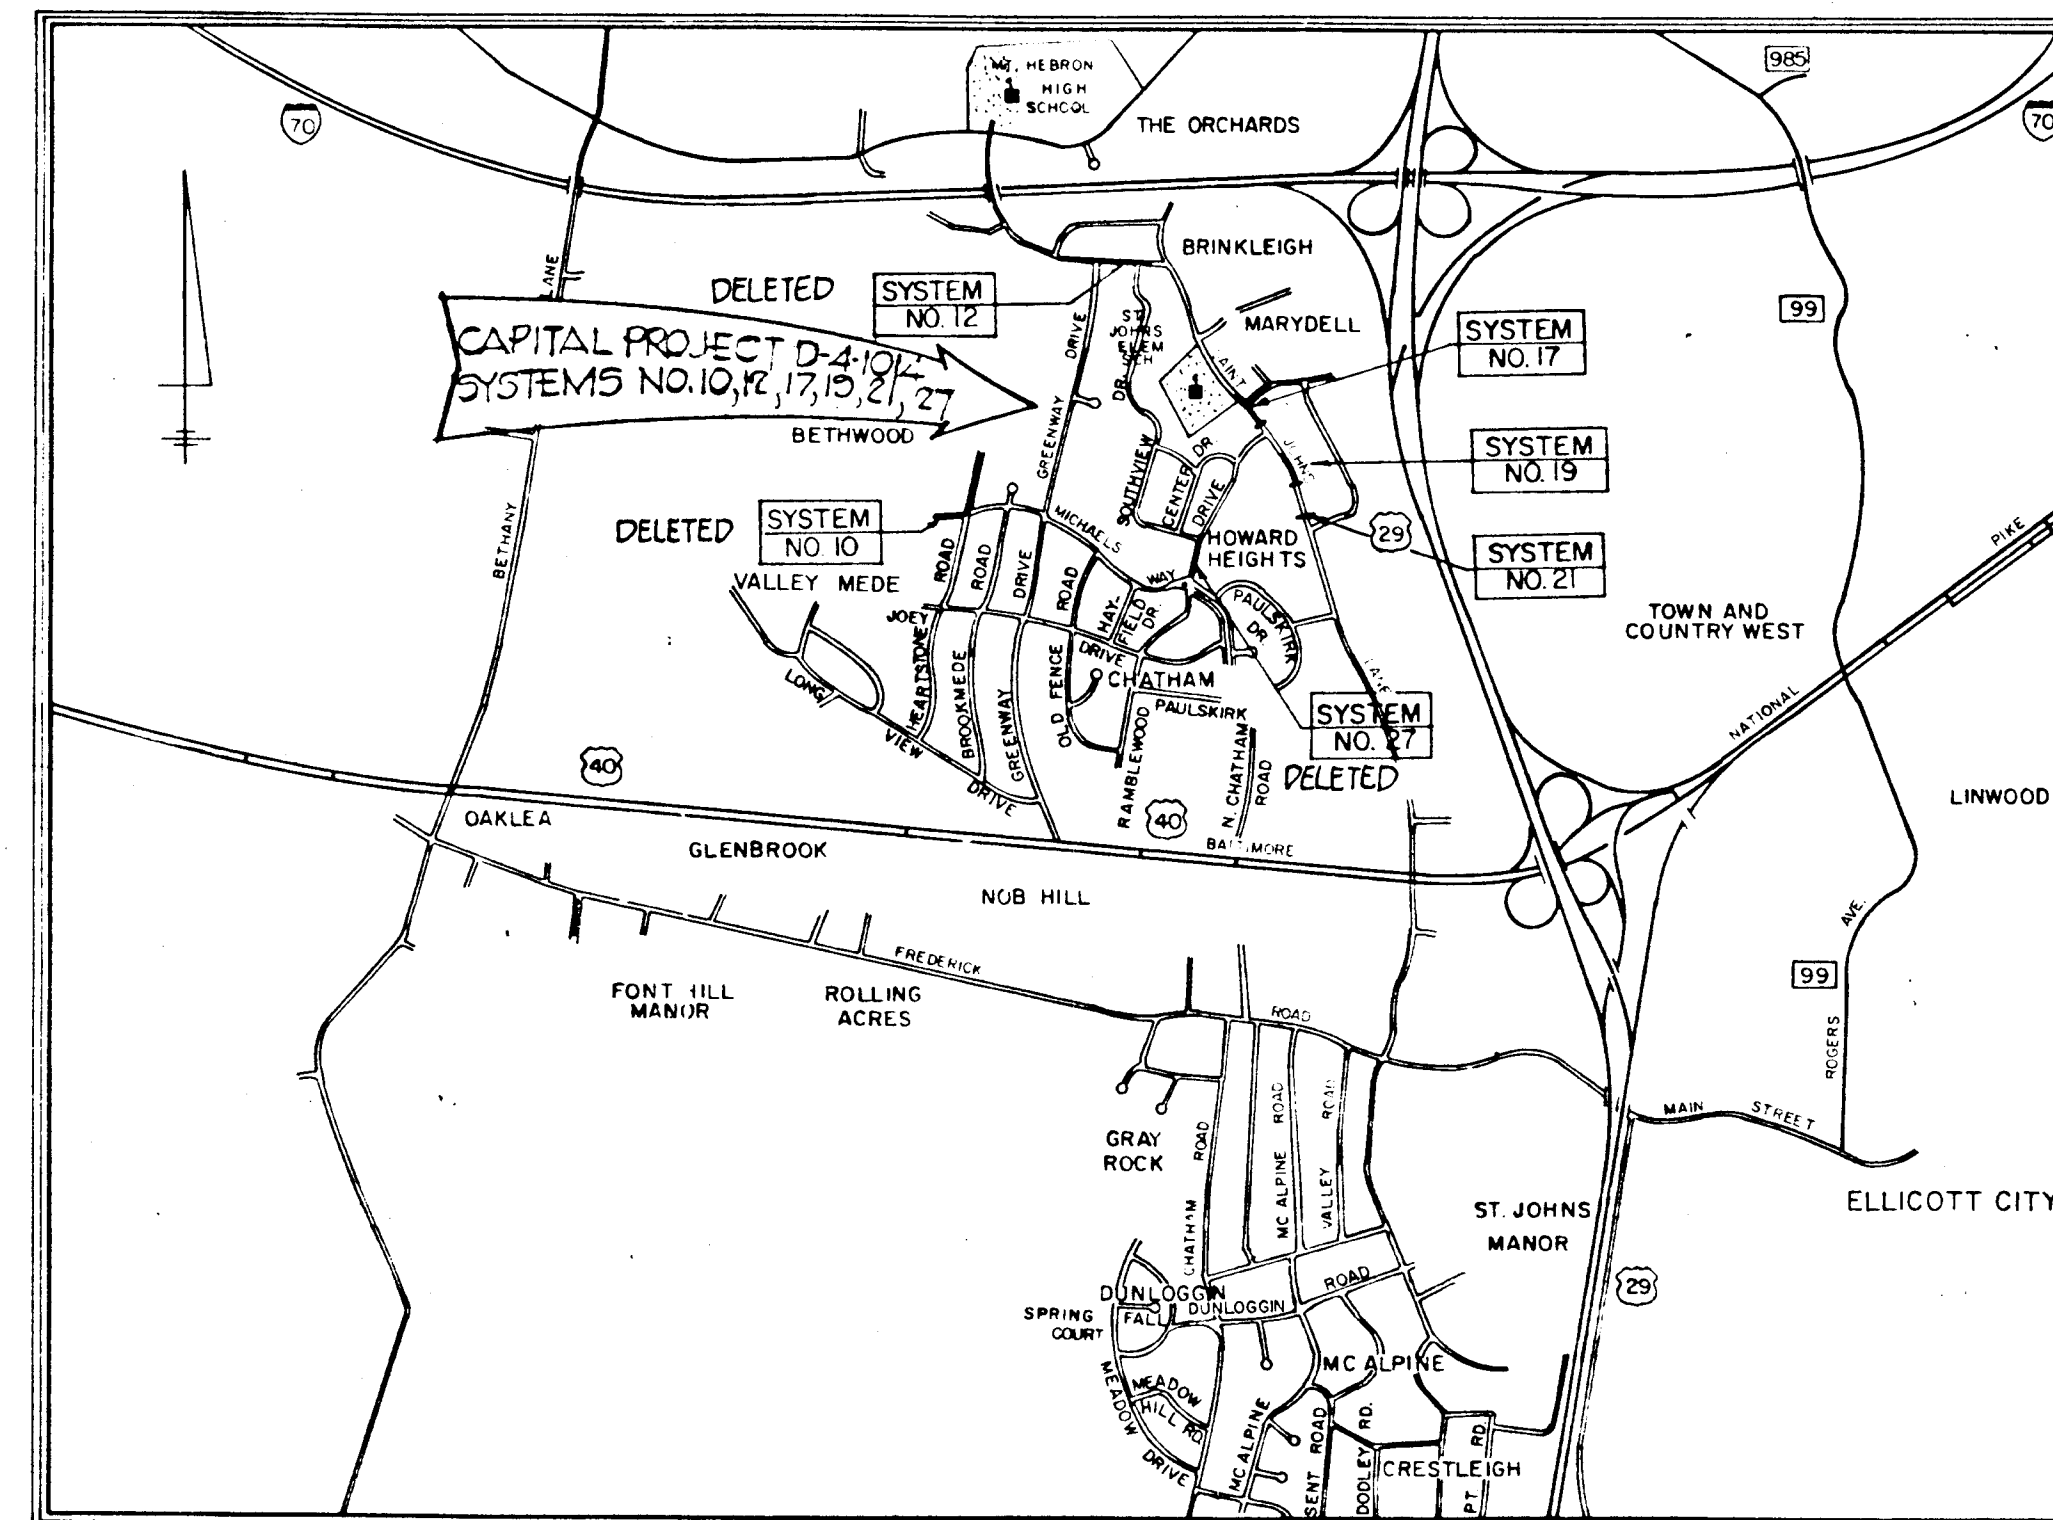 MT. HEBRON
HIGH
SCHOOL
985
70
70
THE ORCHARDS
BRINKLEIGH
LANE
DELETED
SYSTEM
NO. 12
99
ST.
JOHNS
ELEM
SCH
MARYDELL
SYSTEM
NO. 17
CAPITAL PROJECT D-4-1014
SYSTEMS NO. 10, 12, 17, 19, 21, 27
DRIVE
DR.
SAINT
BETHWOOD
GREENWAY
DR.
JOHNS
SYSTEM
NO. 19
SOUTHVIEW
CENTER
DRIVE
DELETED
SYSTEM
NO. 10
MICHAELS
WAY
HOWARD
HEIGHTS
29
SYSTEM
NO. 21
PIKE
BETHANY
VALLEY MEDE
ROAD
ROAD
DRIVE
ROAD
HAY-
FIELD
DR.
PAULSKIRK
DR.
TOWN AND
COUNTRY WEST
JOEY
DRIVE
LANE
CHATHAM
LONG
VIEW
DRIVE
HEARTSTONE
BROOKMEDE
GREENWAY
OLD FENCE
PAULSKIRK
RAMBLEWOOD
N. CHATHAM
ROAD
SYSTEM
NO. 27
DELETED
NATIONAL
40
40
OAKLEA
GLENBROOK
BALTIMORE
LINWOOD
NOB HILL
AVE.
FREDERICK
99
FONT HILL
MANOR
ROLLING
ACRES
ROAD
ROGERS
MAIN STREET
GRAY
ROCK
ROAD
CHATHAM
MC ALPINE ROAD
VALLEY ROAD
ELLICOTT CITY
ST. JOHNS
MANOR
29
DUNLOGGIN
ROAD
DUNLOGGIN
SPRING
FALL
COURT
MC ALPINE
MEADOW
DRIVE
MEADOW
HILL RD.
MC ALPINE
SENT ROAD
DODLEY RD.
CRESTLEIGH
PT. RD.